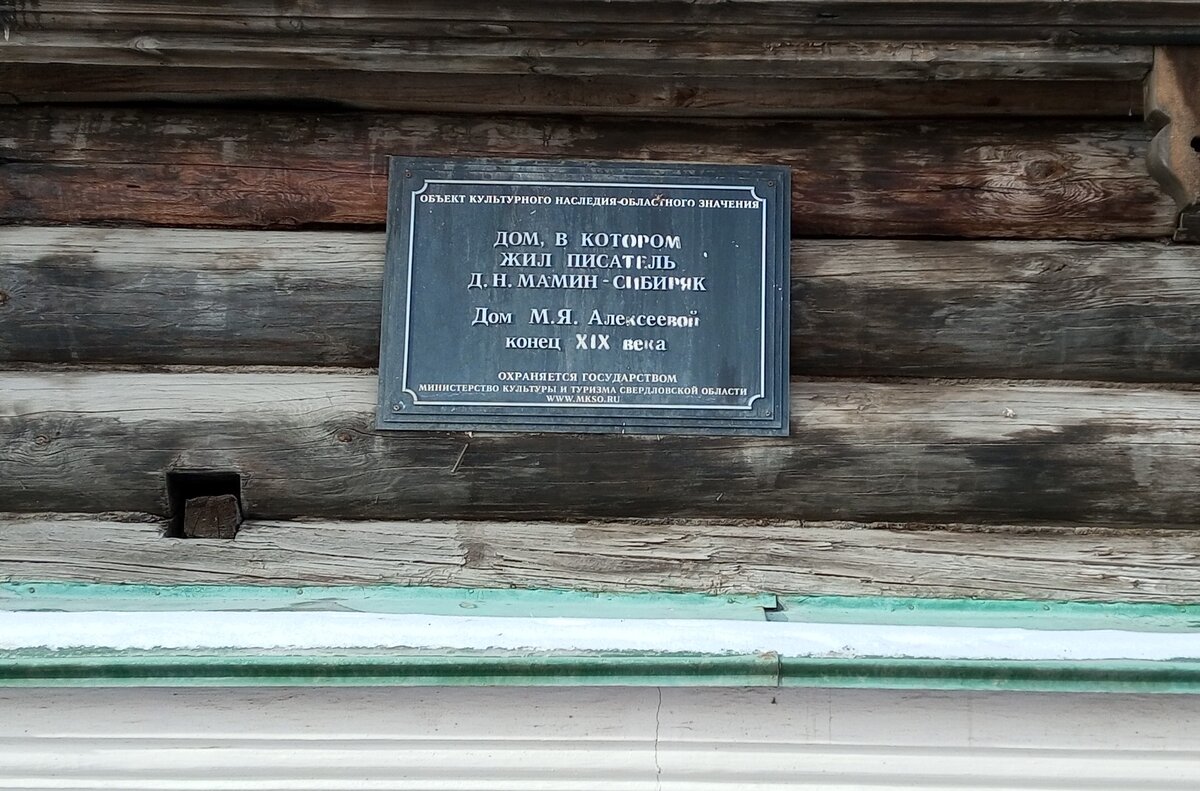 ОБЪЕКТ КУЛЬТУРНОГО НАСЛЕДИЯ ОБЛАСТНОГО ЗНАЧЕНИЯ
ДОМ, В КОТОРОМ
ЖИЛ ПИСАТЕЛЬ
Д.Н. МАМИН-СИБИРЯК
Дом М.Я. Алексеевой
конец XIX века
ОХРАНЯЕТСЯ ГОСУДАРСТВОМ
МИНИСТЕРСТВО КУЛЬТУРЫ И ТУРИЗМА СВЕРДЛОВСКОЙ ОБЛАСТИ
WWW.MKSO.RU